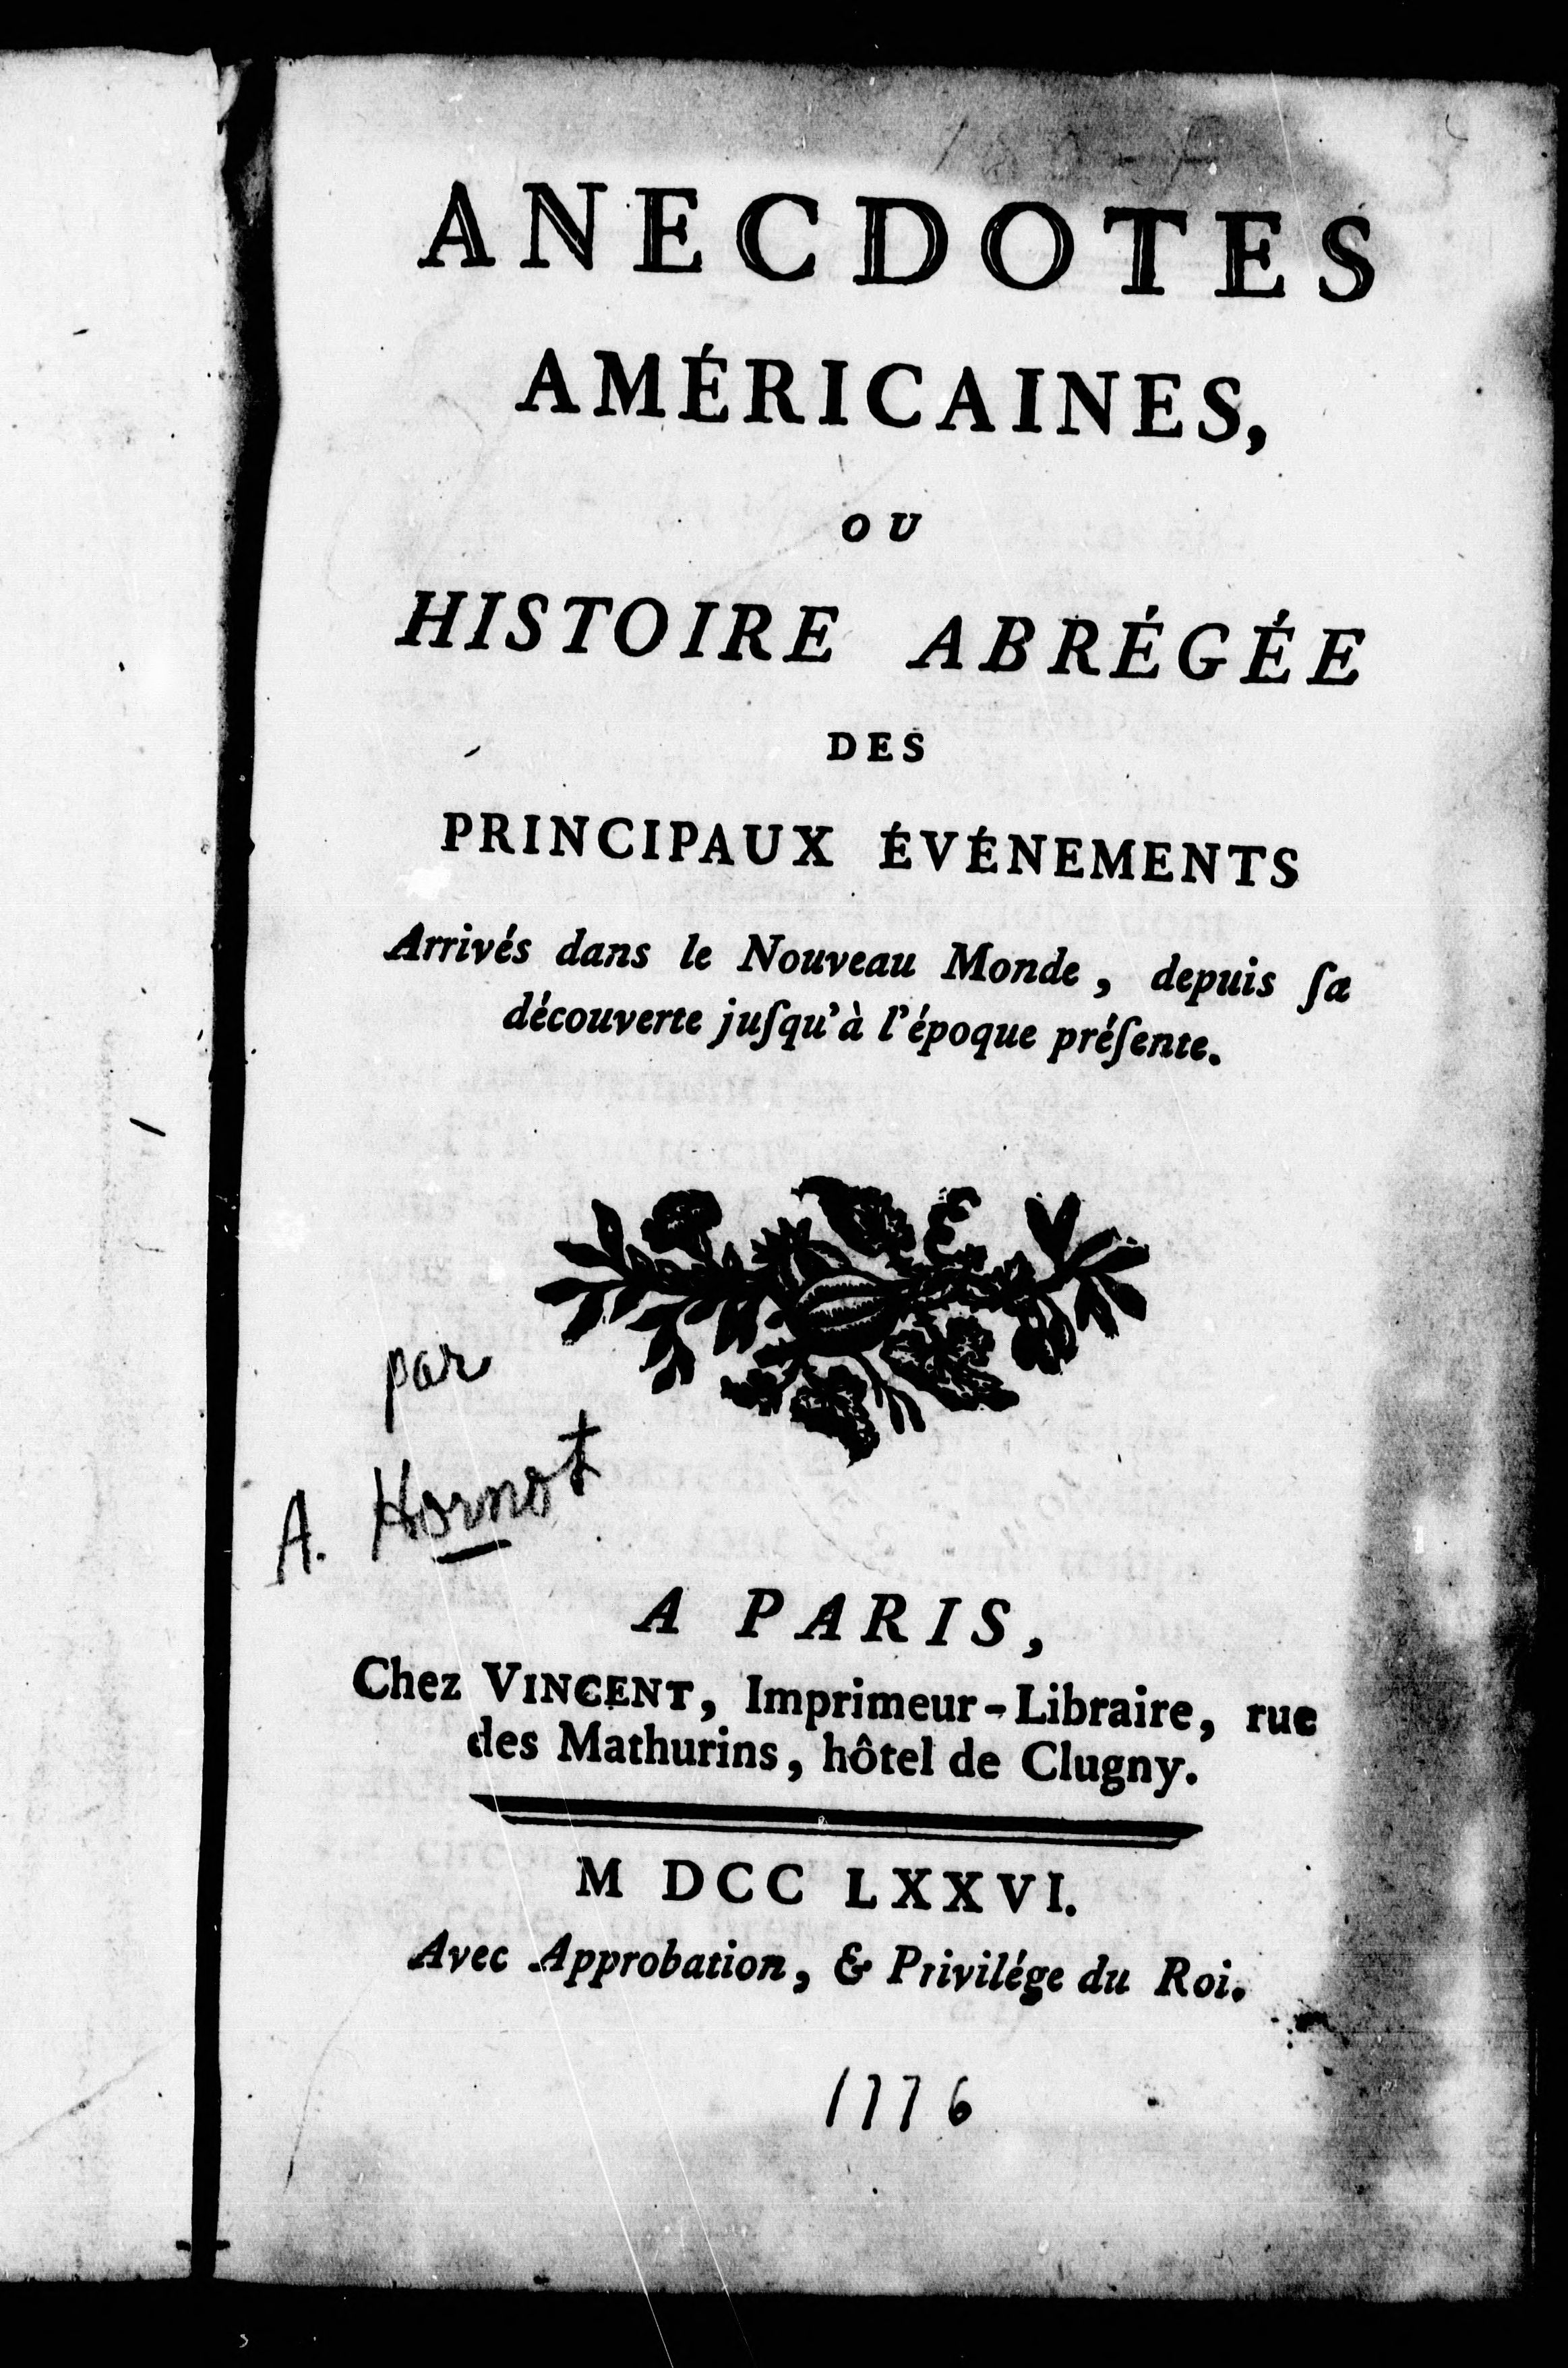 ANECDOTES
AMÉRICAINES,
OU
HISTOIRE ABRÉGÉE
DES
PRINCIPAUX ÉVÉNEMENTS
Arrivés dans le Nouveau Monde, depuis ſa
découverte juſqu'à l'époque préſente.
par
A. Hornot
A PARIS,
Chez VINCENT, Imprimeur-Libraire, rue
des Mathurins, hôtel de Clugny.
M DCC LXXVI.
Avec Approbation, & Privilége du Roi.
1776